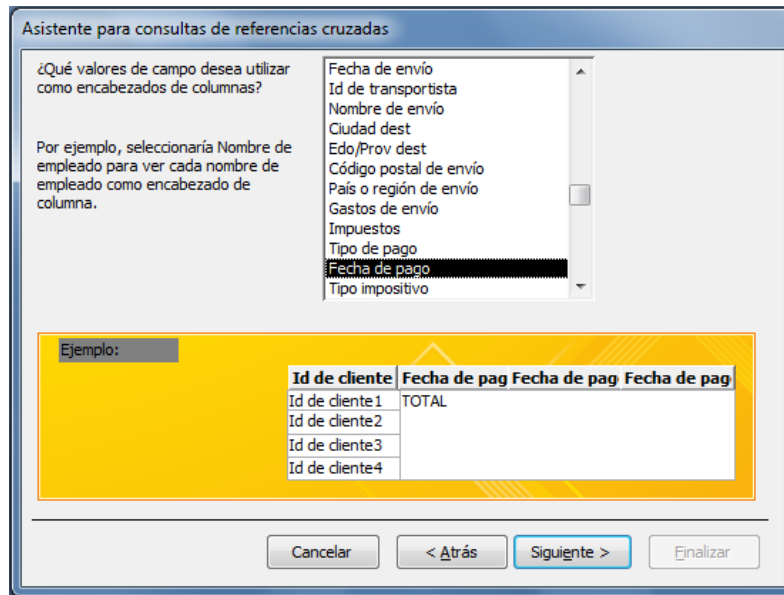 Asistente para consultas de referencias cruzadas
¿Qué valores de campo desea utilizar
como encabezados de columnas?
Por ejemplo, seleccionaría Nombre de
empleado para ver cada nombre de
empleado como encabezado de
columna.
Fecha de envío
Id de transportista
Nombre de envío
Ciudad dest
Edo/Prov dest
Código postal de envío
País o región de envío
Gastos de envío
Impuestos
Tipo de pago
Fecha de pago
Tipo impositivo
Ejemplo:
Id de cliente Fecha de pag Fecha de pag Fecha de pag
Id de cliente1 TOTAL
Id de cliente2
Id de cliente3
Id de cliente4
Cancelar < Atrás Siguiente > Finalizar